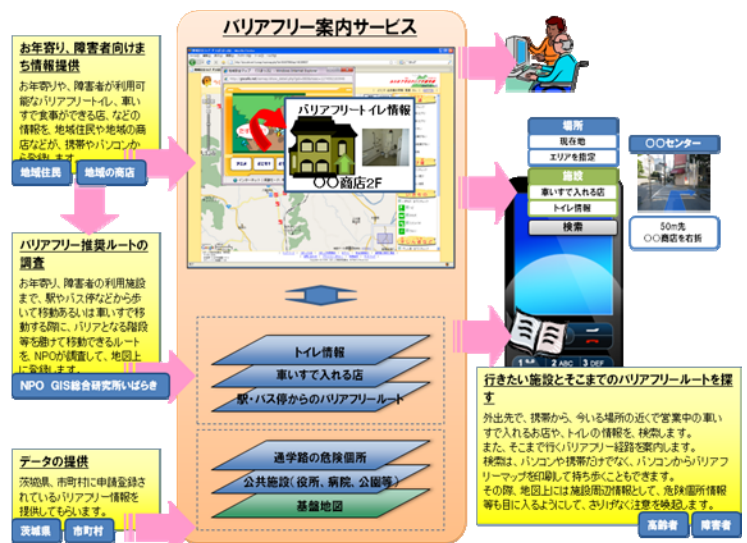 バリアフリー案内サービス
お年寄り、障害者向けま
ち情報提供
お年寄りや、障害者が利用可
能なバリアフリートイレ、車い
すで食事ができる店、などの
情報を、地域住民や地域の商
店などが、携帯やパソコンか
ら登録します。
地域住民
地域の商店
バリアフリー推奨ルートの
調査
お年寄り、障害者の利用施設
まで、駅やバス停などから歩
いて移動あるいは車いすで移
動する際に、バリアとなる階段
等を避けて移動できるルート
を、NPOが調査して、地図上
に登録します。
NPO GIS総合研究所いばらき
データの提供
茨城県、市町村に申請登録さ
れているバリアフリー情報を
提供してもらいます。
茨城県
市町村
バリアフリートイレ情報
〇〇商店2F
トイレ情報
車いすで入れる店
駅・バス停からのバリアフリールート
通学路の危険個所
公共施設(役所、病院、公園等)
基盤地図
場所
現在地
エリアを指定
施設
車いすで入れる店
トイレ情報
検索
〇〇センター
50m先
〇〇商店を右折
1
2 ABC
3 DEF
行きたい施設とそこまでのバリアフリールートを探
す
外出先で、携帯から、今いる場所の近くで営業中の車い
すで入れるお店や、トイレの情報を、検索します。
また、そこまで行くバリアフリー経路を案内します。
検索は、パソコンや携帯だけでなく、パソコンからバリアフ
リーマップを印刷して持ち歩くこともできます。
その際、地図上には施設周辺情報として、危険個所情報
等も目に入るようにして、さりげなく注意を喚起します。
高齢者
障害者